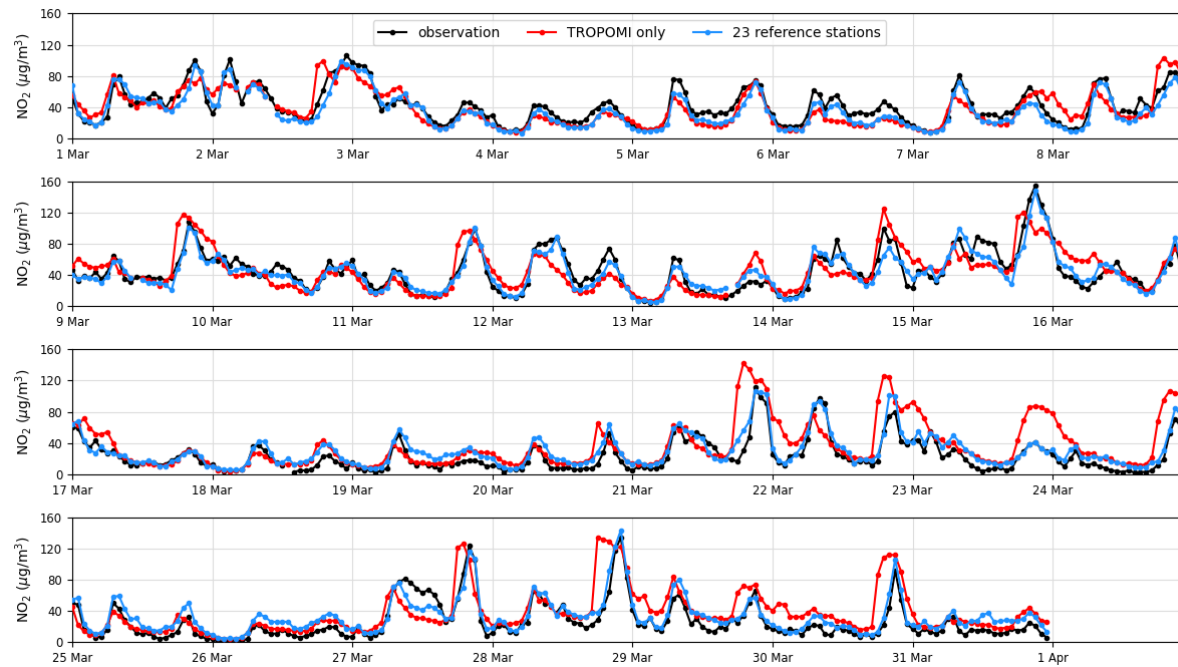 observation TROPOMI only 23 reference stations
NO₂ (μg/m³)
160
120
80
40
0
1 Mar 2 Mar 3 Mar 4 Mar 5 Mar 6 Mar 7 Mar 8 Mar
NO₂ (μg/m³)
160
120
80
40
0
9 Mar 10 Mar 11 Mar 12 Mar 13 Mar 14 Mar 15 Mar 16 Mar
NO₂ (μg/m³)
160
120
80
40
0
17 Mar 18 Mar 19 Mar 20 Mar 21 Mar 22 Mar 23 Mar 24 Mar
NO₂ (μg/m³)
160
120
80
40
0
25 Mar 26 Mar 27 Mar 28 Mar 29 Mar 30 Mar 31 Mar 1 Apr